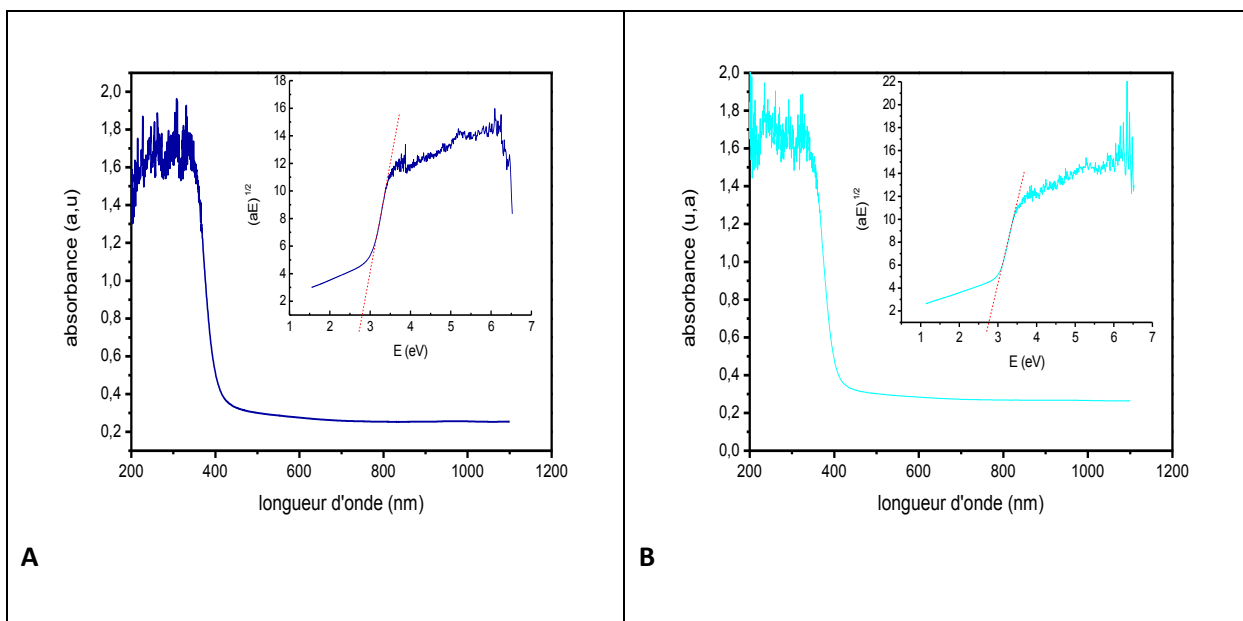 2,0
1,8
1,6
1,4
1,2
1,0
0,8
0,6
0,4
0,2
absorbance (a,u)
200 400 600 800 1000 1200
longueur d'onde (nm)
18
16
14
12
10
8
6
4
2
(aE) 1/2
1 2 3 4 5 6 7
E (eV)
A
2,0
1,8
1,6
1,4
1,2
1,0
0,8
0,6
0,4
0,2
0,0
absorbance (u,a)
200 400 600 800 1000 1200
longueur d'onde (nm)
22
20
18
16
14
12
10
8
6
4
2
(aE) 1/2
1 2 3 4 5 6 7
E (eV)
B